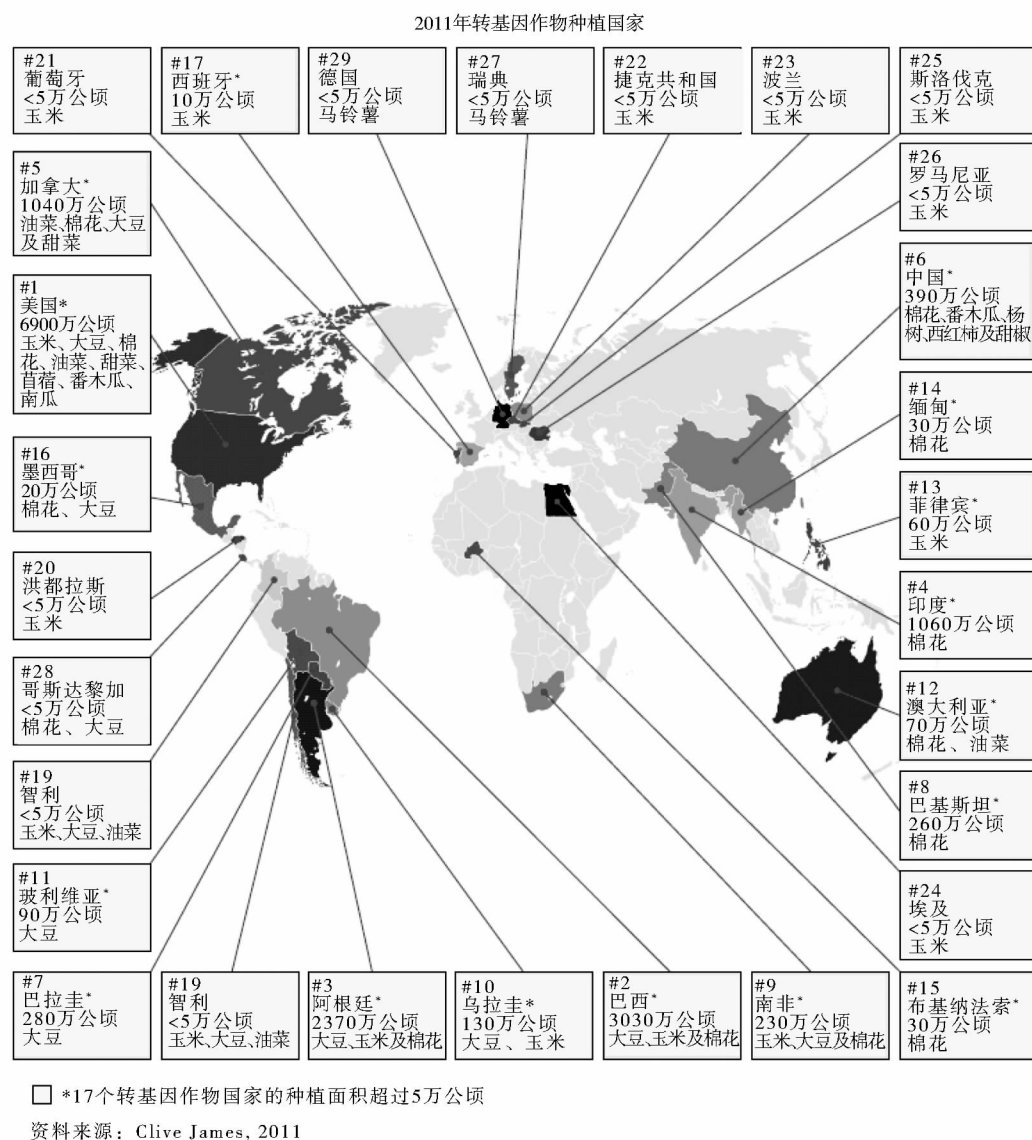 2011年转基因作物种植国家
#21
葡萄牙
<5万公顷
玉米
#17
西班牙*
10万公顷
玉米
#29
德国
<5万公顷
马铃薯
#27
瑞典
<5万公顷
马铃薯
#22
捷克共和国
<5万公顷
玉米
#23
波兰
<5万公顷
玉米
#25
斯洛伐克
<5万公顷
玉米
#5
加拿大*
1040万公顷
油菜、棉花、大豆
及甜菜
#26
罗马尼亚
<5万公顷
玉米
#1
美国*
6900万公顷
玉米、大豆、棉
花、油菜、甜菜、
苜蓿、番木瓜、
南瓜
#6
中国*
390万公顷
棉花、番木瓜、杨
树、西红柿及甜椒
#14
缅甸*
30万公顷
棉花
#16
墨西哥*
20万公顷
棉花、大豆
#13
菲律宾*
60万公顷
玉米
#20
洪都拉斯
<5万公顷
玉米
#4
印度*
1060万公顷
棉花
#28
哥斯达黎加
<5万公顷
棉花、大豆
#12
澳大利亚*
70万公顷
棉花、油菜
#19
智利
<5万公顷
玉米、大豆、油菜
#8
巴基斯坦*
260万公顷
棉花
#11
玻利维亚*
90万公顷
大豆
#24
埃及
<5万公顷
玉米
#7
巴拉圭*
280万公顷
大豆
#19
智利
<5万公顷
玉米、大豆、油菜
#3
阿根廷*
2370万公顷
大豆、玉米及棉花
#10
乌拉圭*
130万公顷
大豆、玉米
#2
巴西*
3030万公顷
大豆、玉米及棉花
#9
南非*
230万公顷
玉米、大豆及棉花
#15
布基纳法索*
30万公顷
棉花
*17个转基因作物国家的种植面积超过5万公顷
资料来源：Clive James, 2011